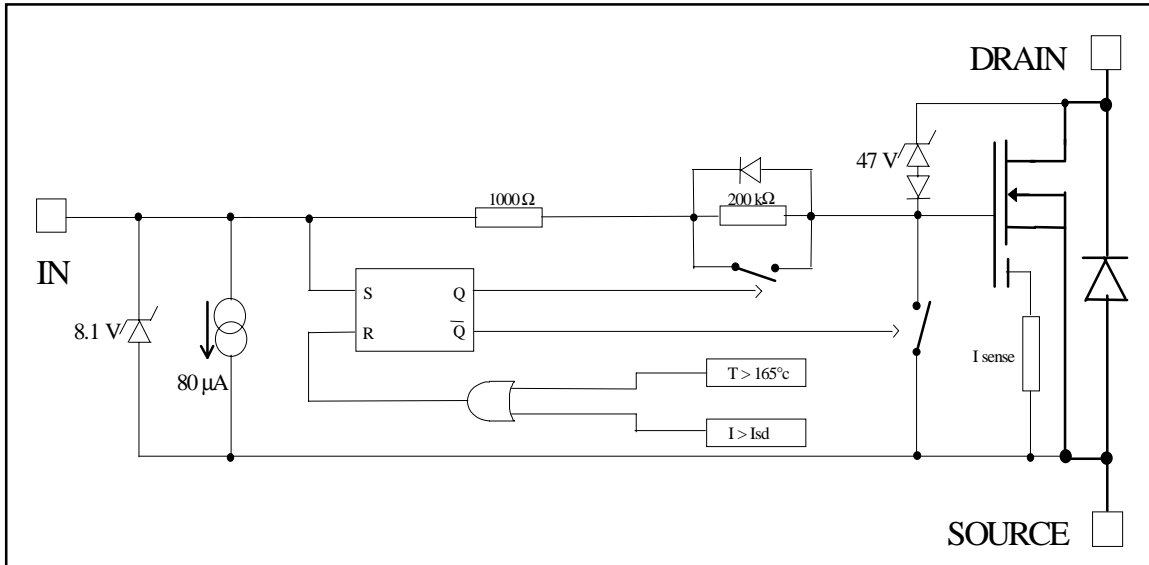 DRAIN
47 V
1000 Ω
200 kΩ
IN
S Q
R Q̅
8.1 V
80 µA
T > 165°c
I > Isd
I sense
SOURCE